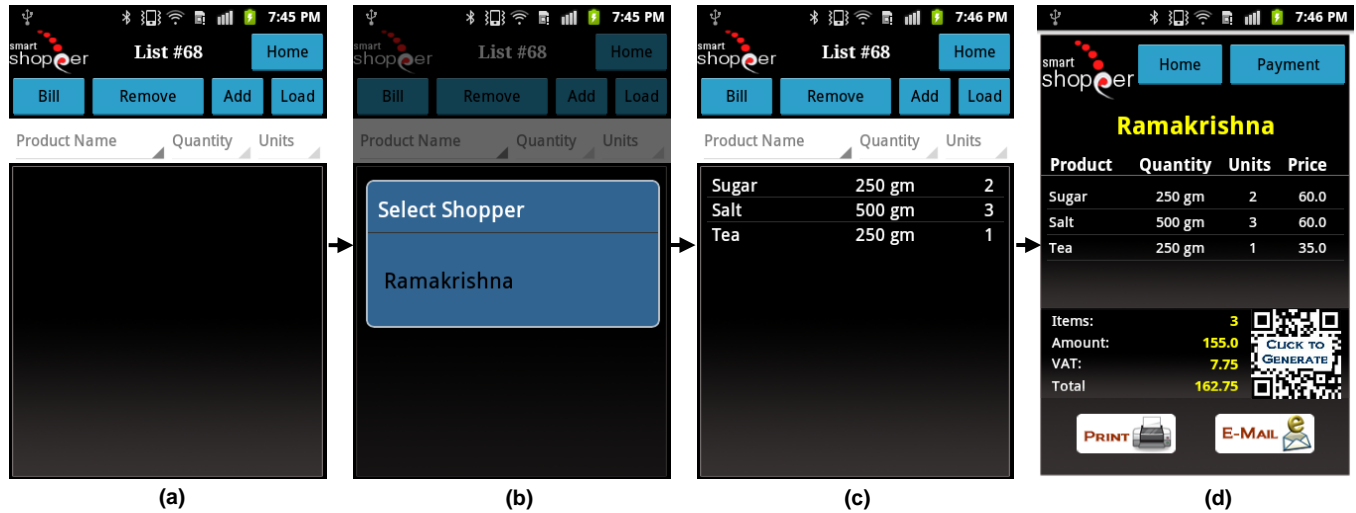 7:45 PM
smart
shopper
List #68
Home
Bill Remove Add Load
Product Name Quantity Units
(a)
7:45 PM
smart
shopper
List #68
Home
Bill Remove Add Load
Product Name Quantity Units
Select Shopper
Ramakrishna
(b)
7:46 PM
smart
shopper
List #68
Home
Bill Remove Add Load
Product Name Quantity Units
Sugar 250 gm 2
Salt 500 gm 3
Tea 250 gm 1
(c)
7:46 PM
smart
shopper
Home Payment
Ramakrishna
Product Quantity Units Price
Sugar 250 gm 2 60.0
Salt 500 gm 3 60.0
Tea 250 gm 1 35.0
Items: 3
Amount: 155.0
VAT: 7.75
Total 162.75
CLICK TO
GENERATE
PRINT E-MAIL
(d)